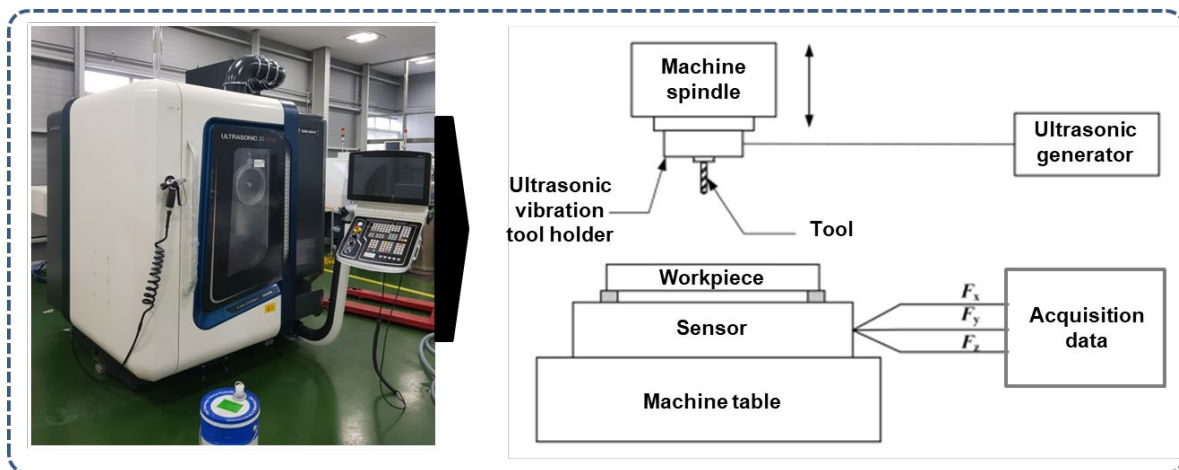 ULTRASONIC 20
Machine
spindle
Ultrasonic
generator
Ultrasonic
vibration
tool holder
Tool
Workpiece
Sensor
Machine table
Fx
Fy
Fz
Acquisition
data